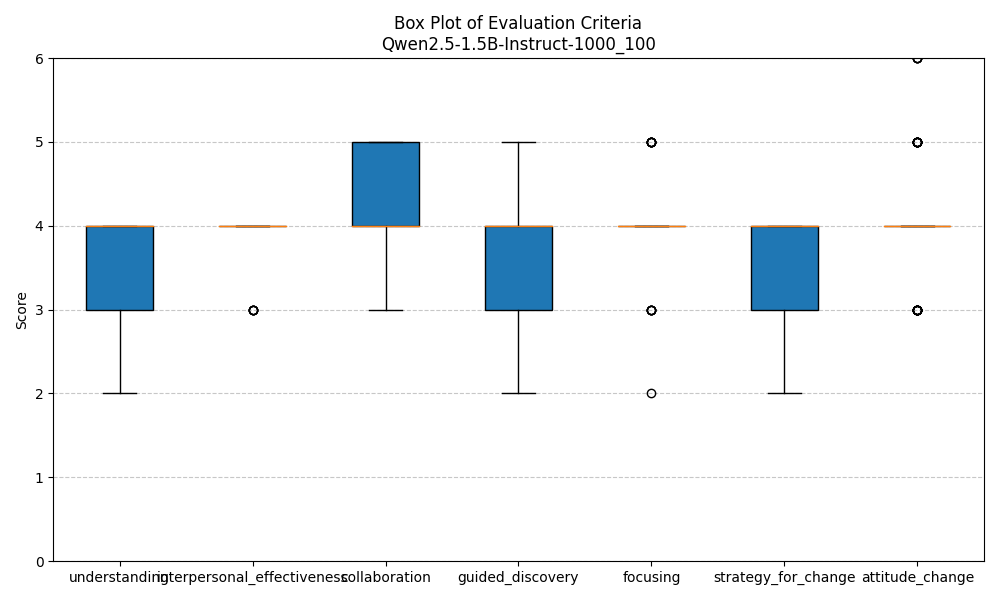 Box Plot of Evaluation Criteria
Qwen2.5-1.5B-Instruct-1000_100
6
5
4
3
2
1
0
Score
understanding interpersonal_effectiveness collaboration guided_discovery focusing strategy_for_change attitude_change